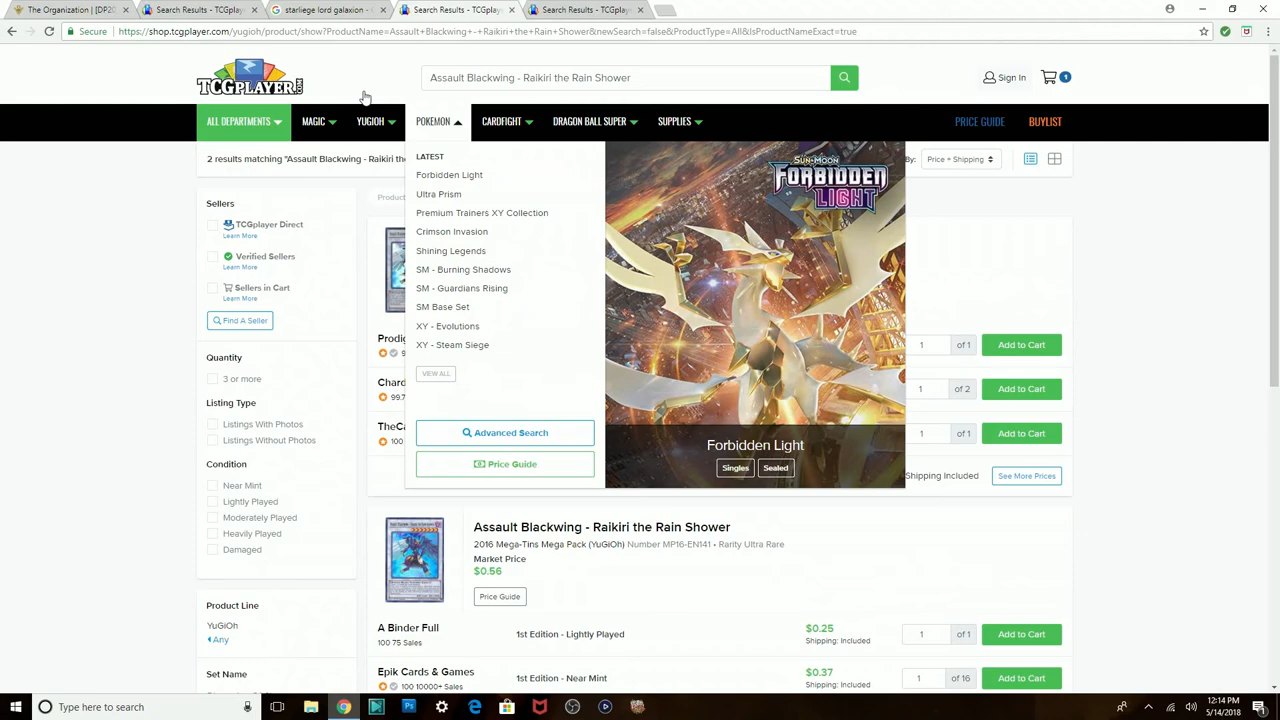 The Organization | [DP20
Search Results - TCGpla
starliege lord galaxion - G
Search Results - TCGpla
Search Results - TCGpla
Secure
https://shop.tcgplayer.com/yugioh/product/show?ProductName=Assault+Blackwing+-+Raikiri+the+Rain+Shower&newSearch=false&ProductType=All&IsProductNameExact=true
TCGPLAYER.COM
Assault Blackwing - Raikiri the Rain Shower
Sign In
1
ALL DEPARTMENTS
MAGIC
YUGIOH
POKEMON
CARDFIGHT
DRAGON BALL SUPER
SUPPLIES
PRICE GUIDE
BUYLIST
2 results matching "Assault Blackwing - Raikiri the
By:
Price + Shipping
Sellers
TCGplayer Direct
Learn More
Verified Sellers
Learn More
Sellers in Cart
Learn More
Find A Seller
Quantity
3 or more
Listing Type
Listings With Photos
Listings Without Photos
Condition
Near Mint
Lightly Played
Moderately Played
Heavily Played
Damaged
Product Line
YuGiOh
Any
Set Name
LATEST
Forbidden Light
Ultra Prism
Premium Trainers XY Collection
Crimson Invasion
Shining Legends
SM - Burning Shadows
SM - Guardians Rising
SM Base Set
XY - Evolutions
XY - Steam Siege
VIEW ALL
Advanced Search
Price Guide
SUN & MOON
FORBIDDEN LIGHT
Forbidden Light
Singles
Sealed
Produc
Prodig
Chard
99.7
TheCa
100
1 of 1
Add to Cart
1 of 2
Add to Cart
1 of 1
Add to Cart
Shipping Included
See More Prices
Assault Blackwing - Raikiri the Rain Shower
2016 Mega-Tins Mega Pack (YuGiOh) Number MP16-EN141 • Rarity Ultra Rare
Market Price
$0.56
Price Guide
A Binder Full
100 75 Sales
1st Edition - Lightly Played
$0.25
Shipping: Included
1 of 1
Add to Cart
Epik Cards & Games
100 10000+ Sales
1st Edition - Near Mint
$0.37
Shipping: Included
1 of 16
Add to Cart
Type here to search
12:14 PM
5/14/2018